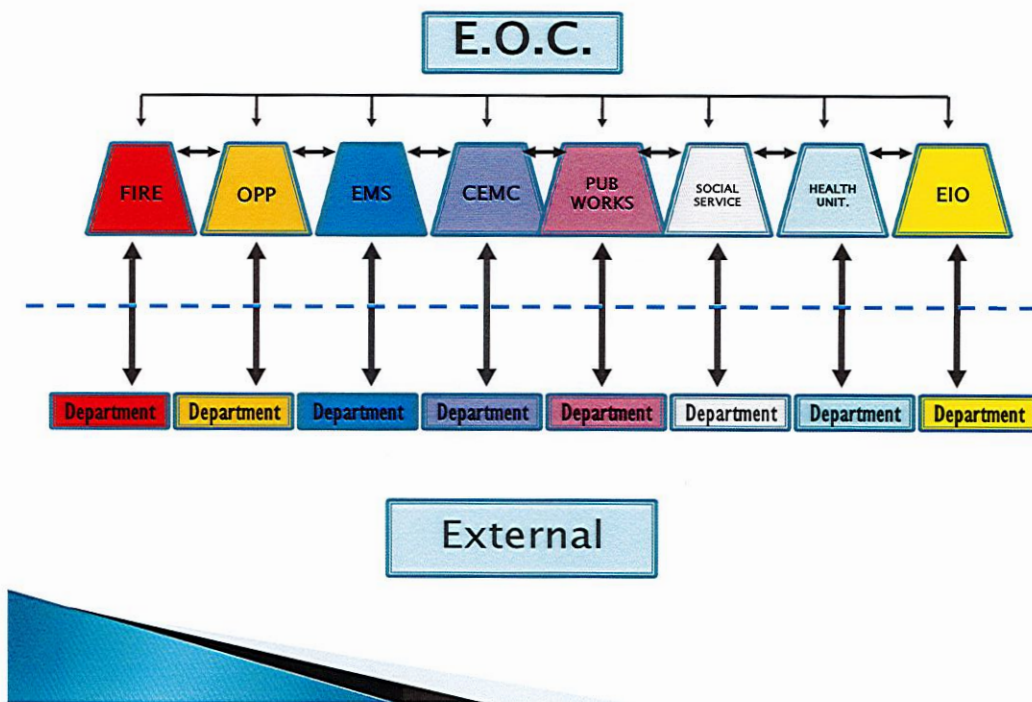 E.O.C.
FIRE
OPP
EMS
CEMC
PUB
WORKS
SOCIAL
SERVICE
HEALTH
UNIT.
EIO
Department
Department
Department
Department
Department
Department
Department
Department
External